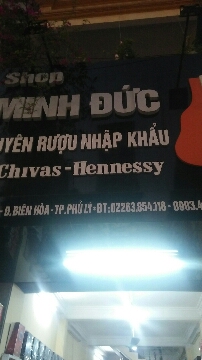 Shop
MINH ĐỨC
UYÊN RƯỢU NHẬP KHẨU
Chivas - Hennessy
- Đ. BIÊN HÒA - TP. PHỦ LÝ - ĐT: 02263.854.018 - 0983.4